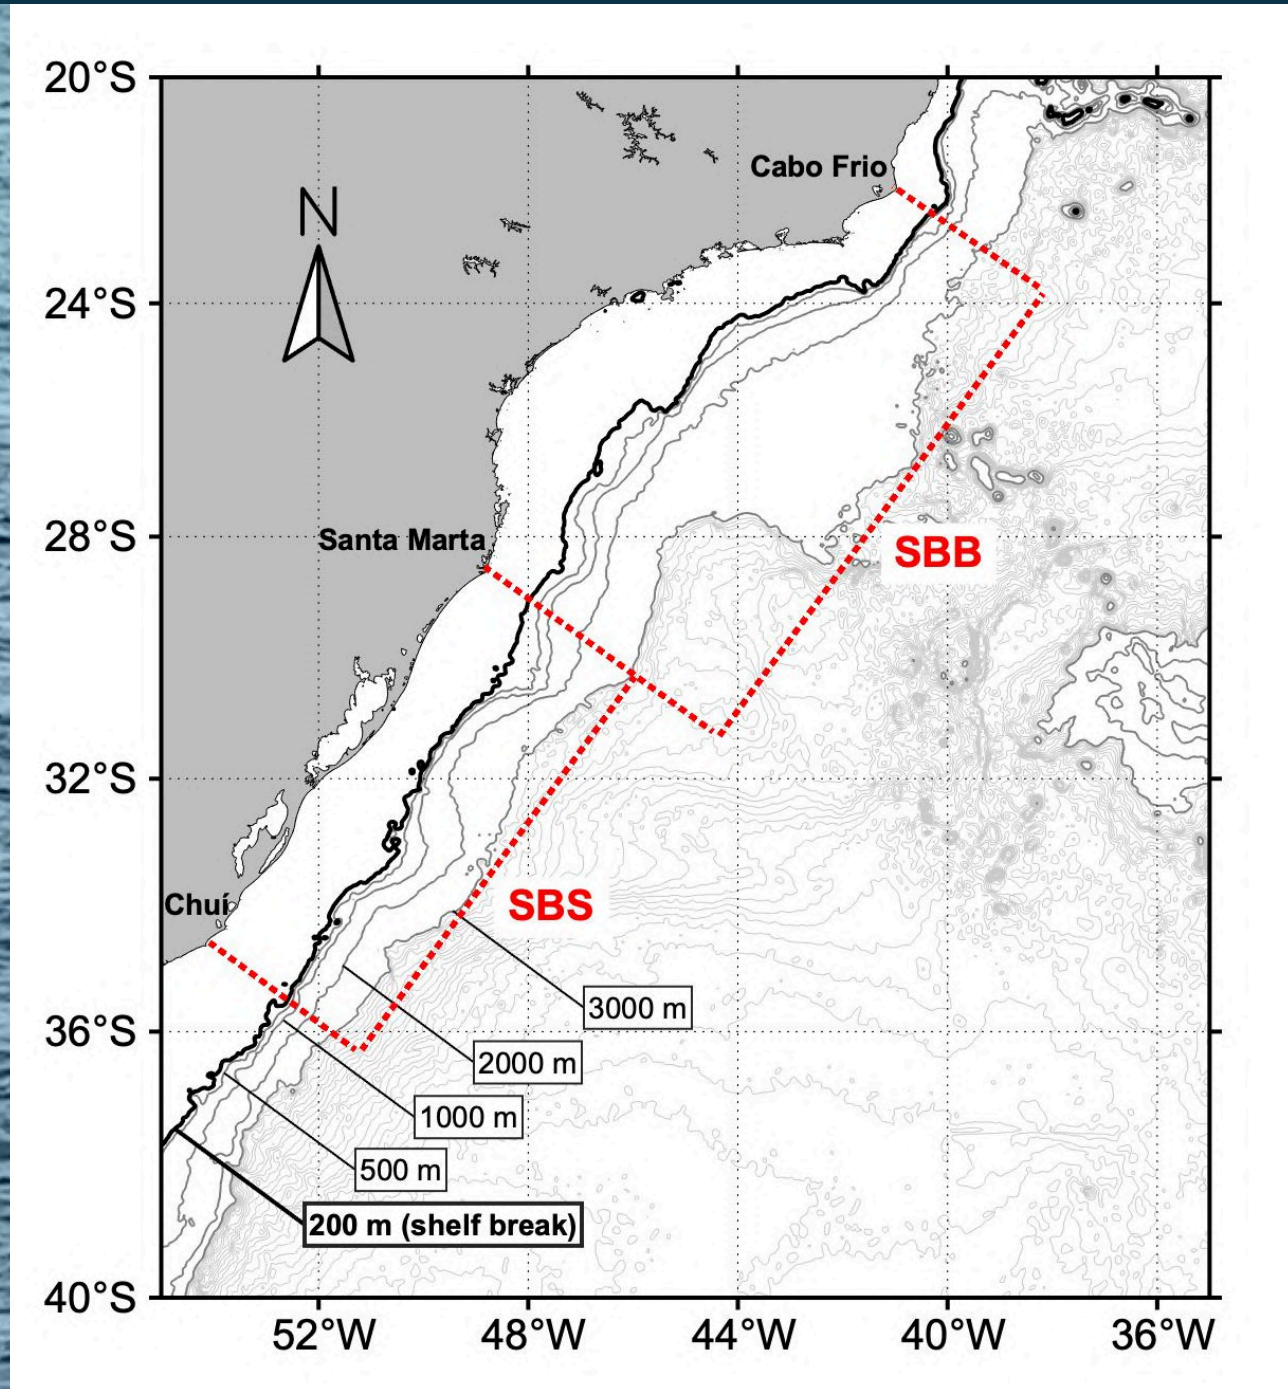 20°S
Cabo Frio
N
24°S
28°S
Santa Marta
SBB
32°S
Chuí
SBS
3000 m
36°S
2000 m
1000 m
500 m
200 m (shelf break)
40°S
52°W
48°W
44°W
40°W
36°W